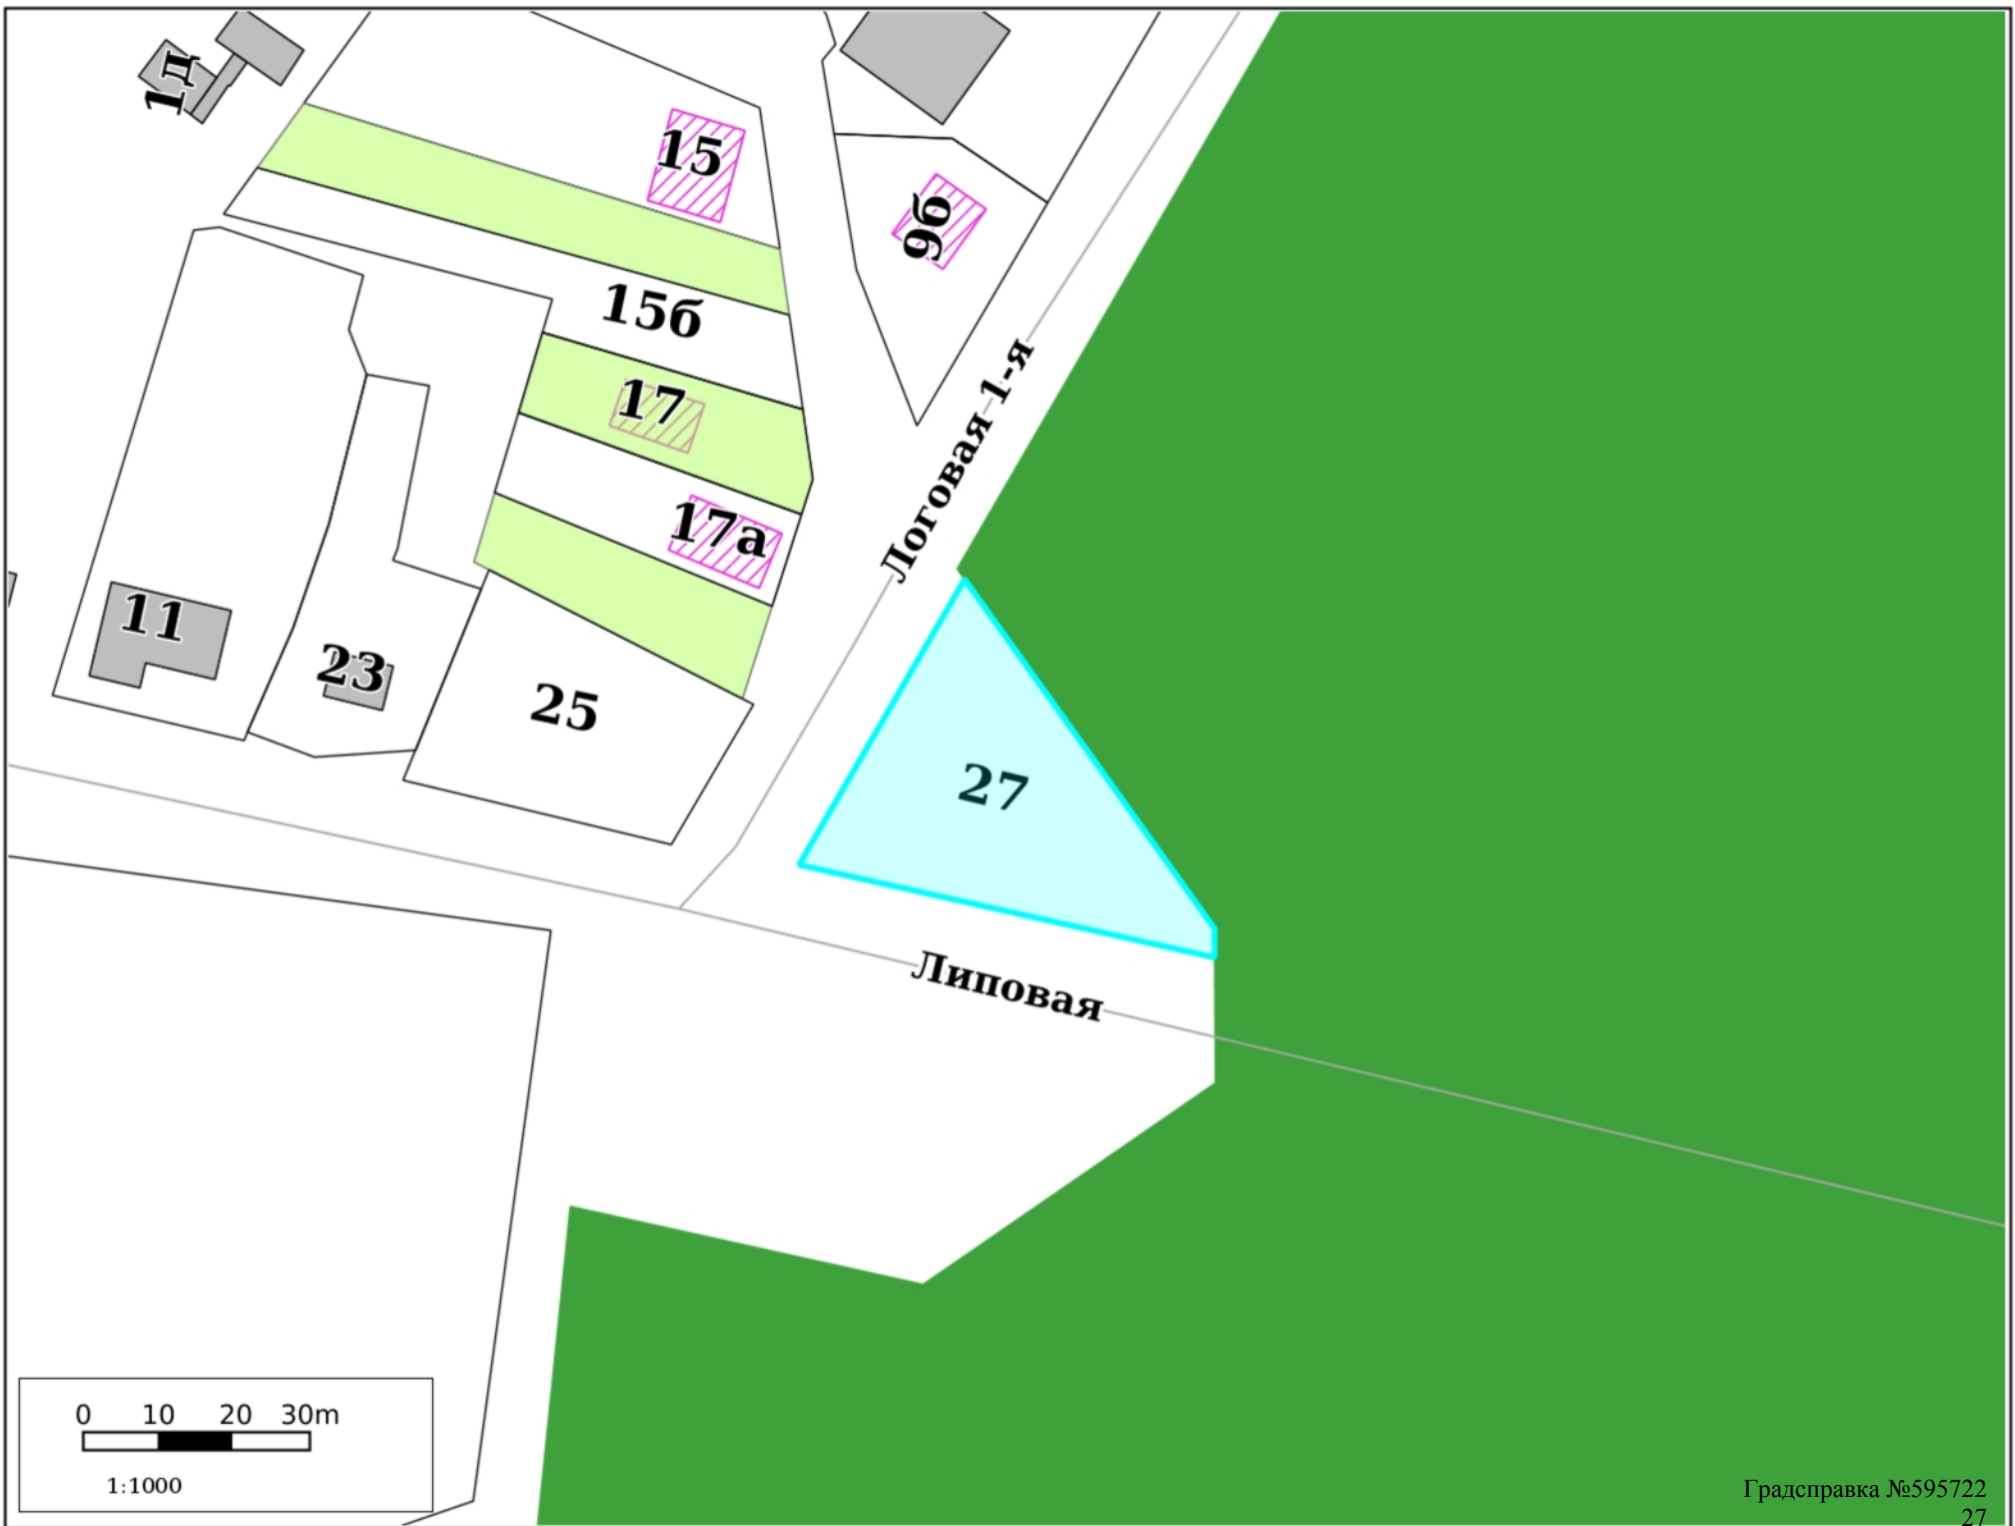 1д
15
9б
15б
17
Логовая 1-я
17а
11
23
25
27
Липовая
0 10 20 30m
1:1000
Градсправка №595722
27